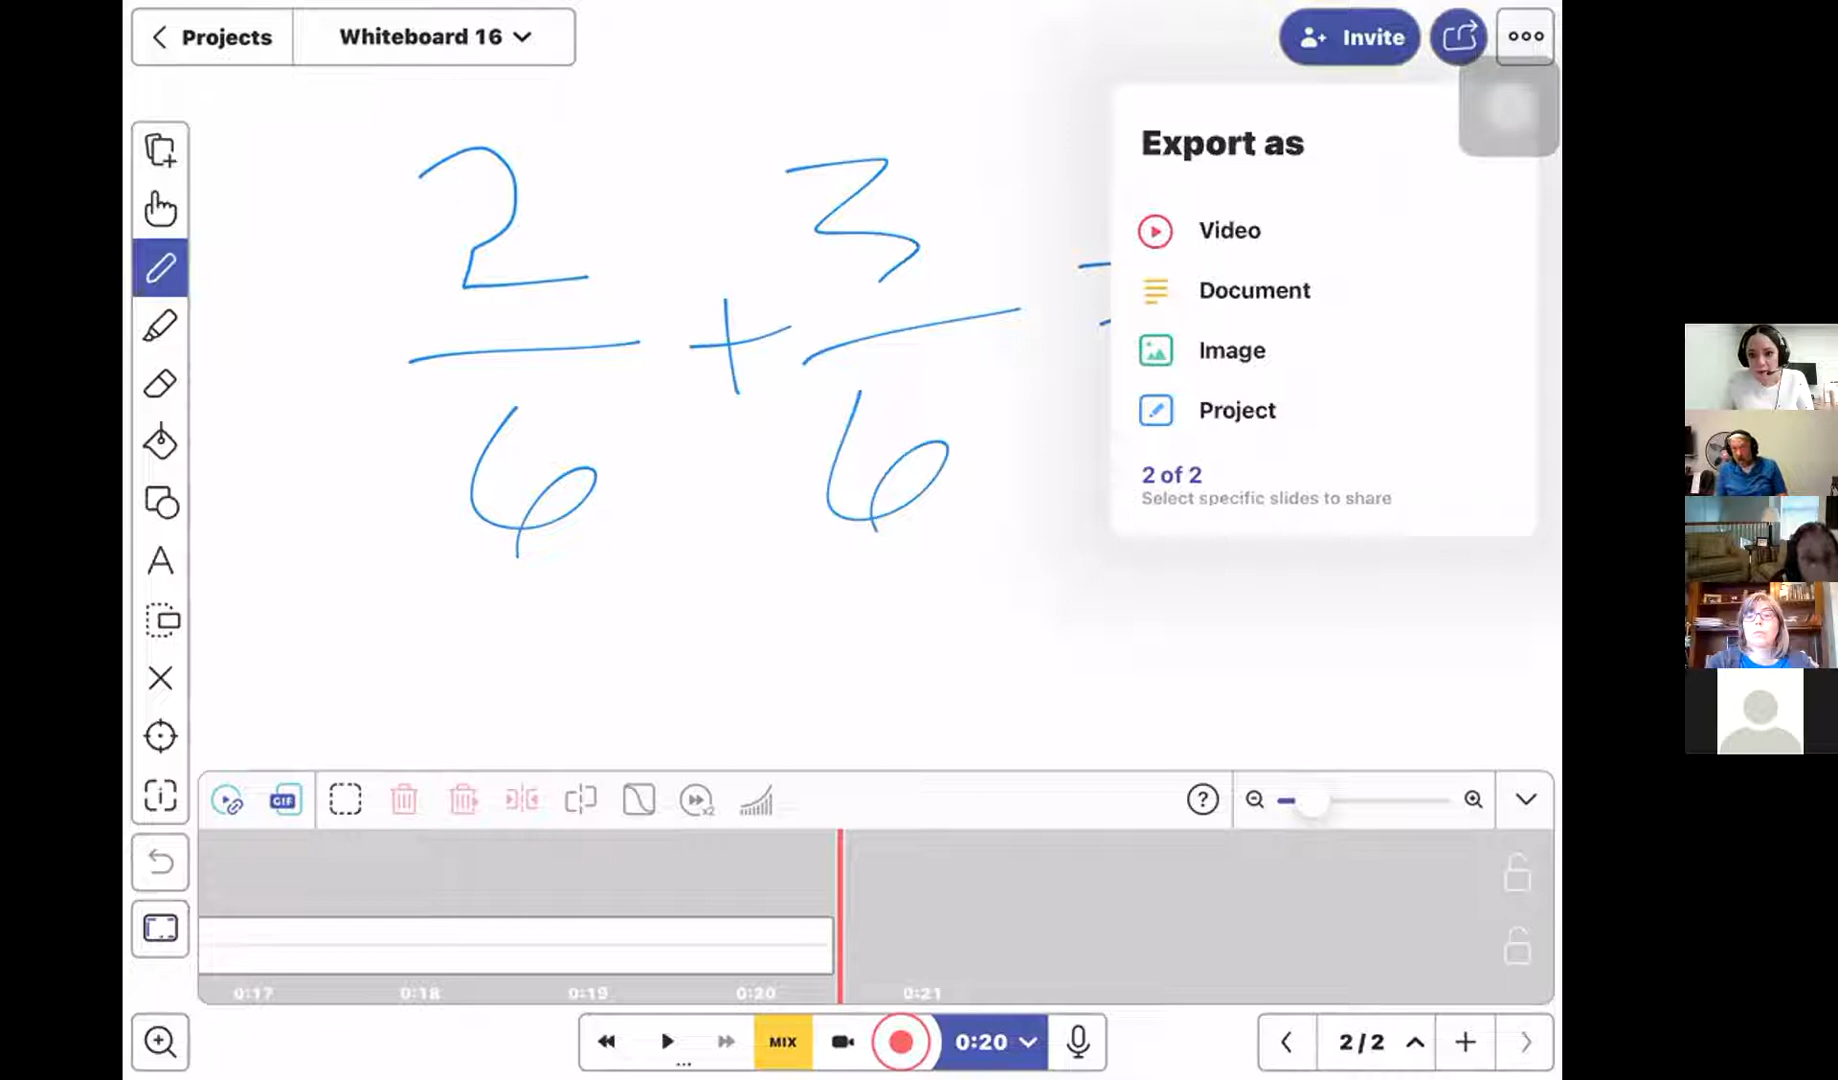 Projects
Whiteboard 16
Invite
Export as
Video
Document
Image
Project
2 of 2
Select specific slides to share
2 + 3 =
6 6
A
GIF
x2
?
0:17 0:18 0:19 0:20 0:21
MIX
0:20
2/2